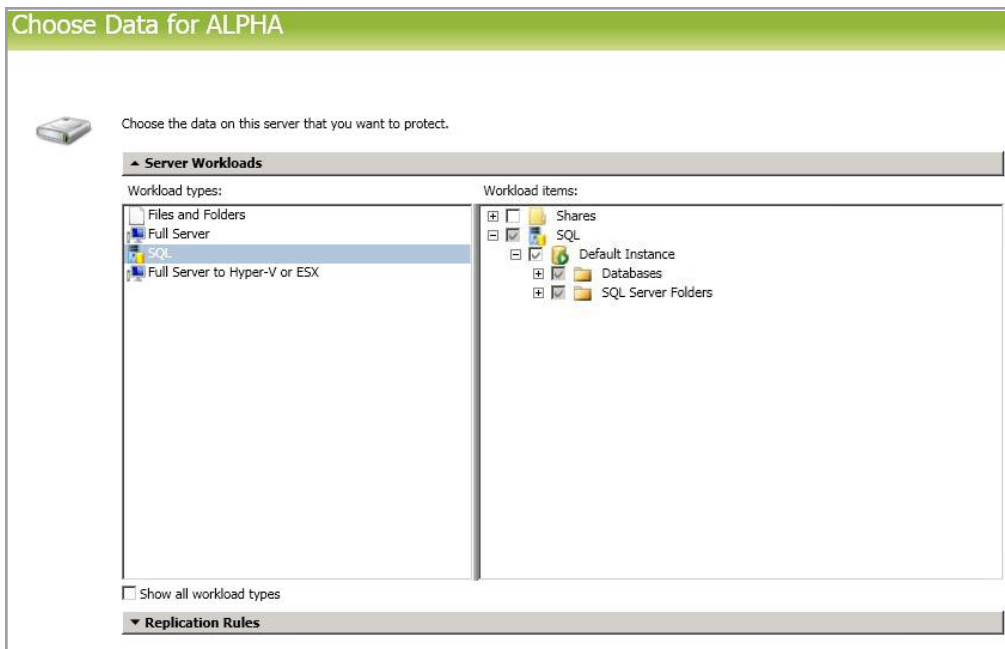 Choose Data for ALPHA
Choose the data on this server that you want to protect.
Server Workloads
Workload types:
Files and Folders
Full Server
SQL
Full Server to Hyper-V or ESX
Workload items:
Shares
SQL
Default Instance
Databases
SQL Server Folders
Show all workload types
Replication Rules